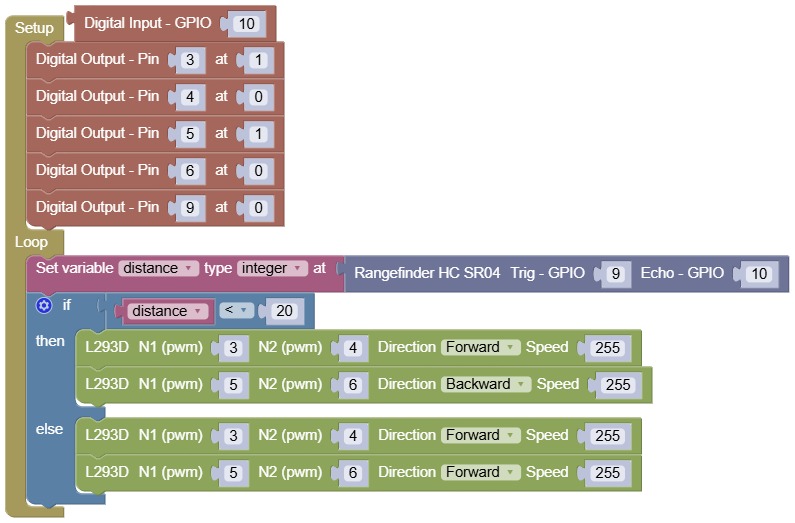 Setup Digital Input - GPIO 10
Digital Output - Pin 3 at 1
Digital Output - Pin 4 at 0
Digital Output - Pin 5 at 1
Digital Output - Pin 6 at 0
Digital Output - Pin 9 at 0
Loop
Set variable distance type integer at Rangefinder HC SR04 Trig - GPIO 9 Echo - GPIO 10
if distance < 20
then L293D N1 (pwm) 3 N2 (pwm) 4 Direction Forward Speed 255
L293D N1 (pwm) 5 N2 (pwm) 6 Direction Backward Speed 255
else L293D N1 (pwm) 3 N2 (pwm) 4 Direction Forward Speed 255
L293D N1 (pwm) 5 N2 (pwm) 6 Direction Forward Speed 255